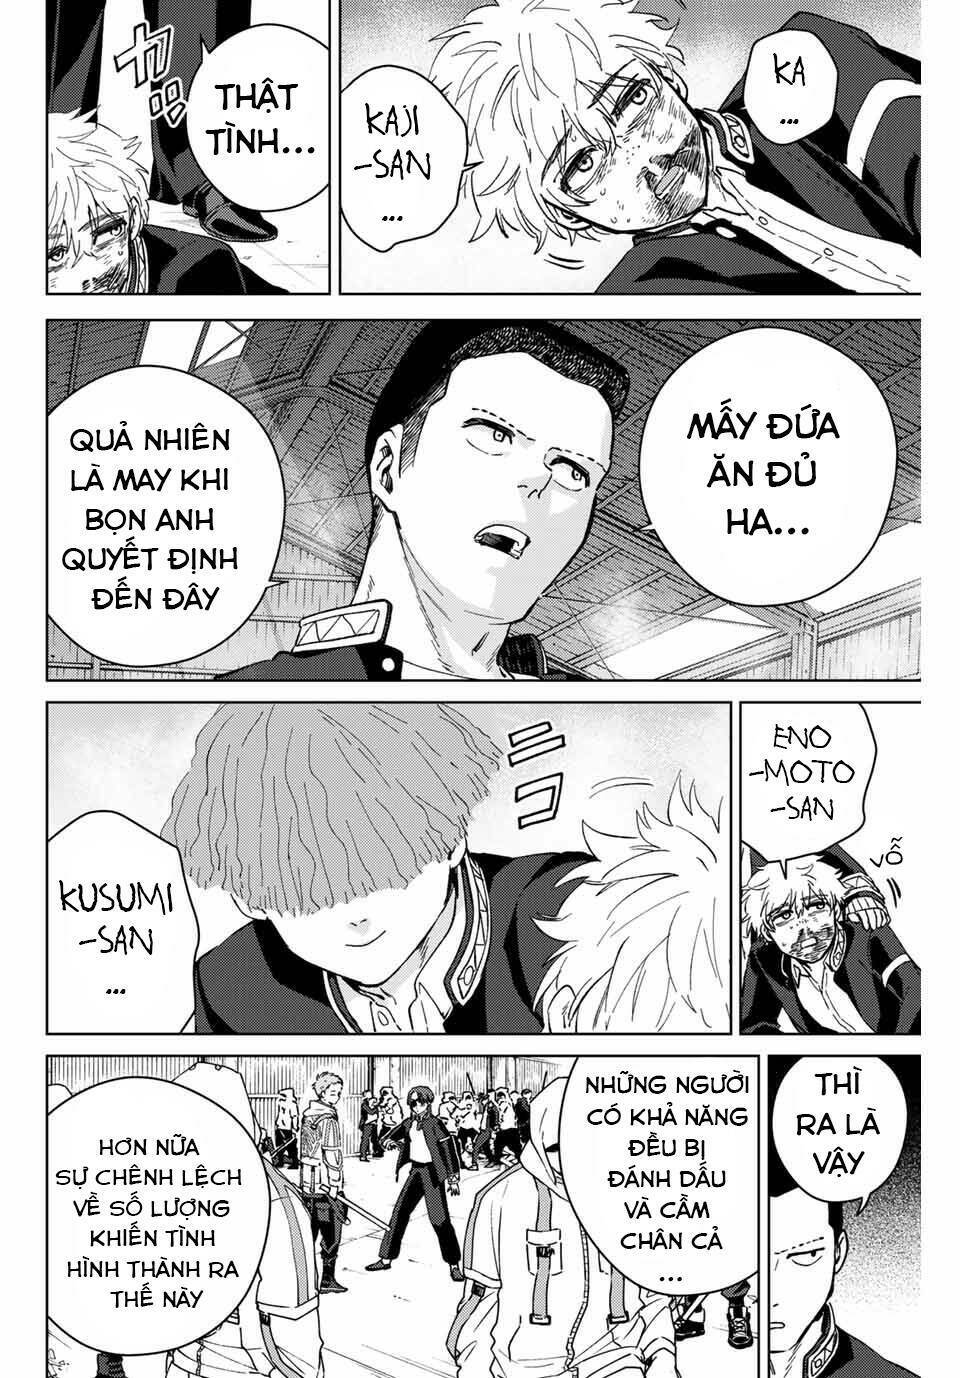 KA
...
KAJI
-SAN
...
THẬT
TÌNH...
MẤY ĐỨA
ĂN ĐỦ
HA...
QUẢ NHIÊN
LÀ MAY KHI
BỌN ANH
QUYẾT ĐỊNH
ĐẾN ĐÂY
ENO
-MOTO
-SAN
VỖ
ニコ
KUSUMI
-SAN
...
THÌ
RA LÀ
VẬY
NHỮNG NGƯỜI
CÓ KHẢ NĂNG
ĐỀU BỊ
ĐÁNH DẤU
VÀ CẦM
CHÂN CẢ
...
HƠN NỮA
SỰ CHÊNH LỆCH
VỀ SỐ LƯỢNG
KHIẾN TÌNH
HÌNH THÀNH RA
THẾ NÀY